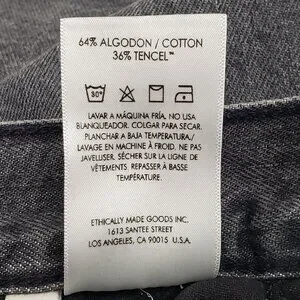 64% ALGODON / COTTON
36% TENCEL™
30°
LAVAR A MÁQUINA FRÍA. NO USA
BLANQUEADOR. COLGAR PARA SECAR.
PLANCHAR A BAJA TEMPERATURA./
LAVAGE EN MACHINE À FROID. NE PAS
JAVELLISER. SÉCHER SUR LA LIGNE DE
VÊTEMENTS. REPASSER À BASSE
TEMPÉRATURE.
ETHICALLY MADE GOODS INC.
1613 SANTEE STREET
LOS ANGELES, CA 90015 U.S.A.